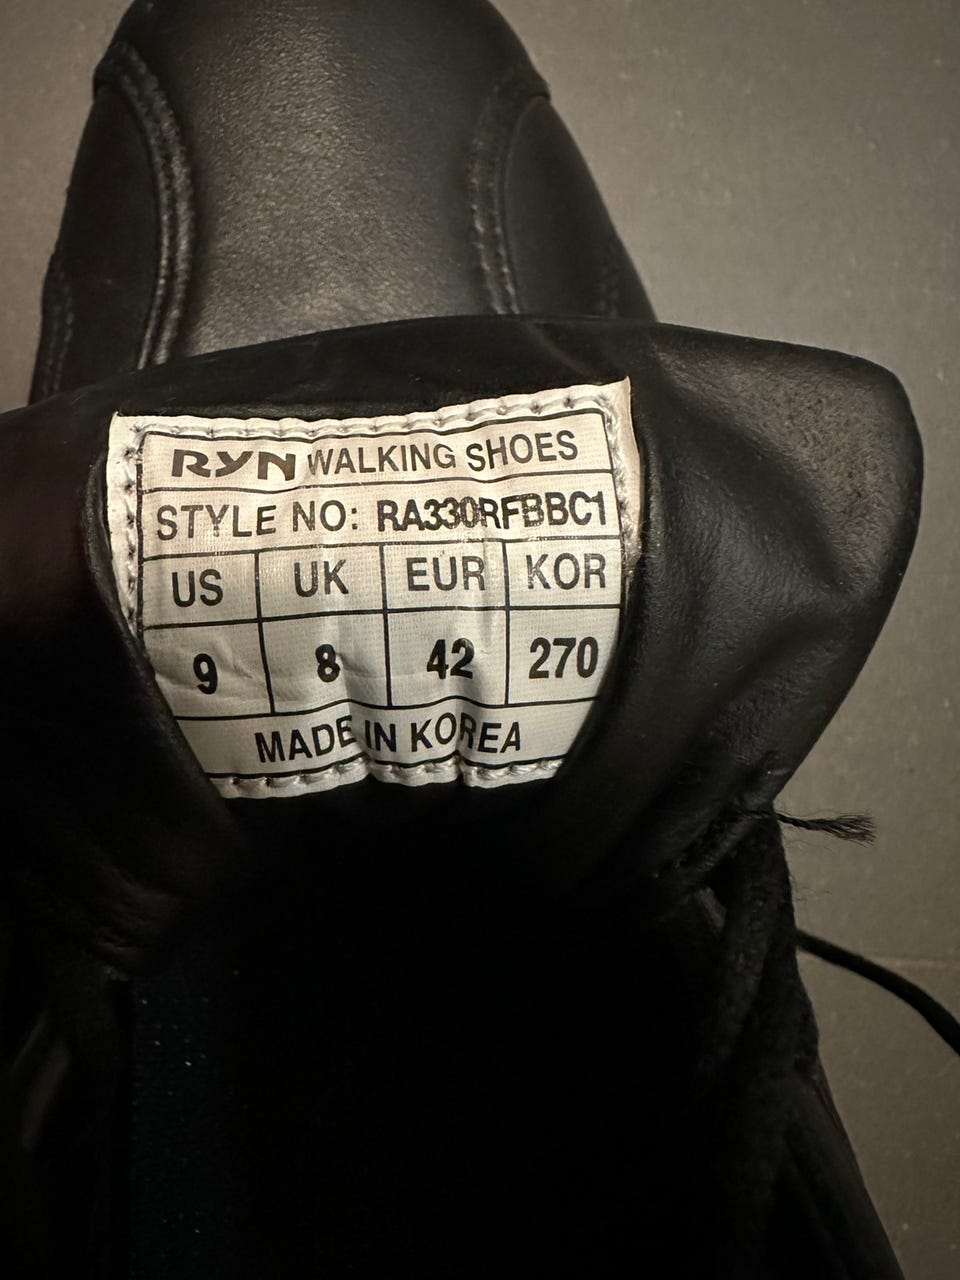 RYN WALKING SHOES
STYLE NO: RA330RFBBC1
US UK EUR KOR
9 8 42 270
MADE IN KOREA